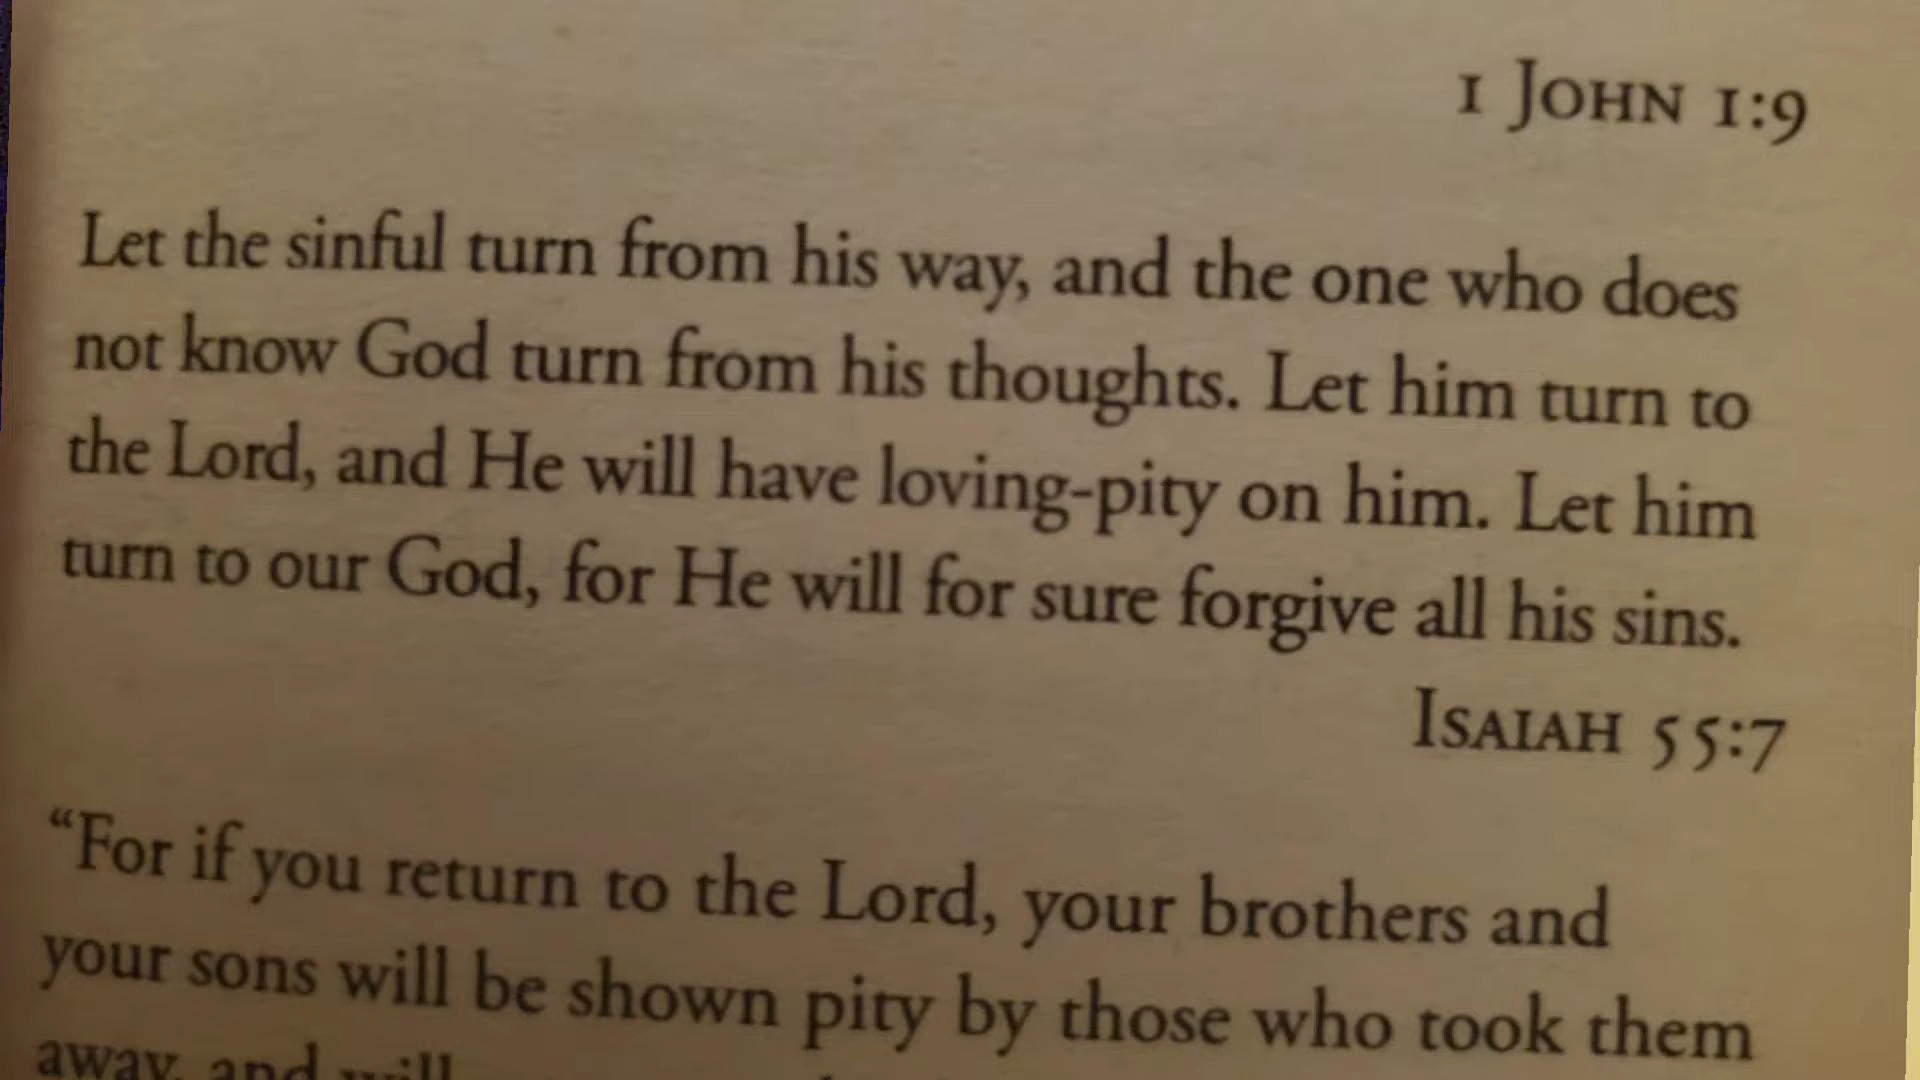 1 John 1:9
Let the sinful turn from his way, and the one who does
not know God turn from his thoughts. Let him turn to
the Lord, and He will have loving-pity on him. Let him
turn to our God, for He will for sure forgive all his sins.
Isaiah 55:7
“For if you return to the Lord, your brothers and
your sons will be shown pity by those who took them
away, and will